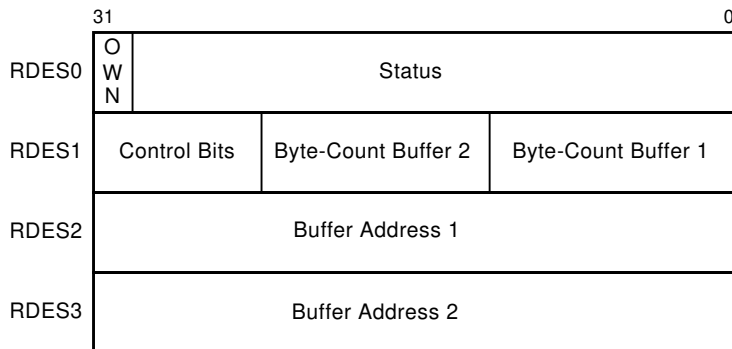 31 0
RDES0 OWN Status
RDES1 Control Bits Byte-Count Buffer 2 Byte-Count Buffer 1
RDES2 Buffer Address 1
RDES3 Buffer Address 2